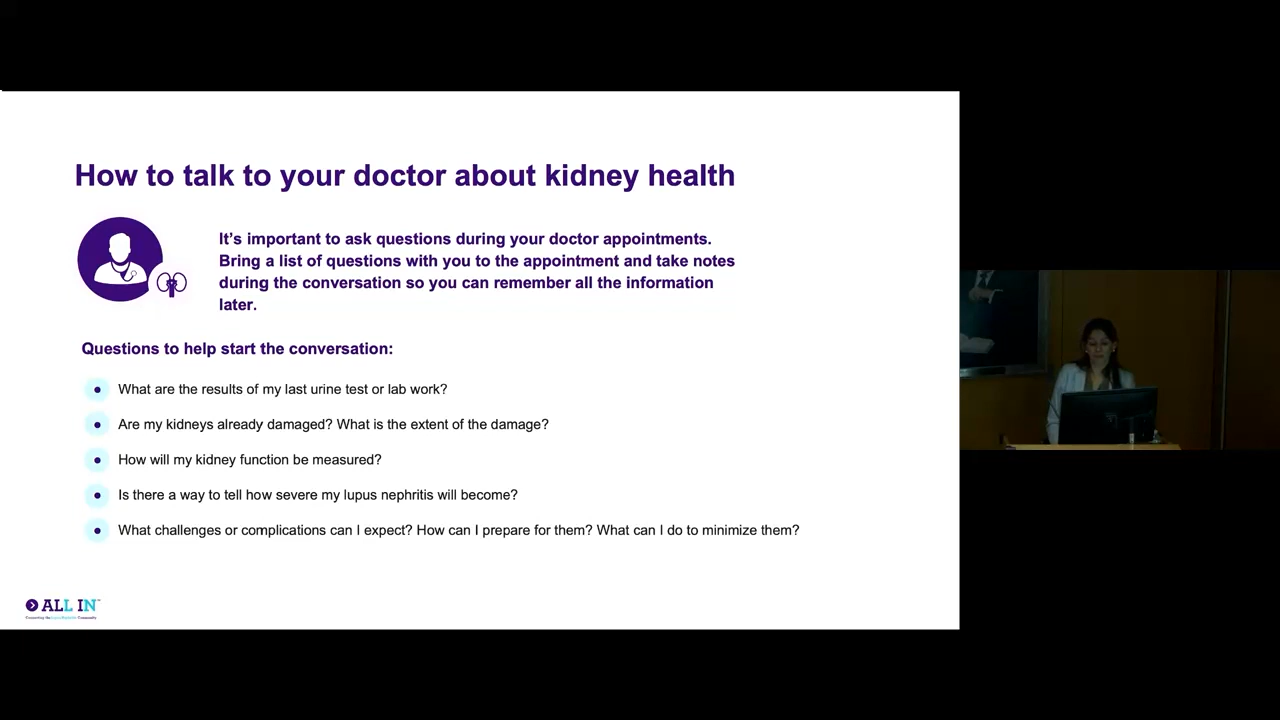 How to talk to your doctor about kidney health
It's important to ask questions during your doctor appointments.
Bring a list of questions with you to the appointment and take notes
during the conversation so you can remember all the information
later.
Questions to help start the conversation:
• What are the results of my last urine test or lab work?
• Are my kidneys already damaged? What is the extent of the damage?
• How will my kidney function be measured?
• Is there a way to tell how severe my lupus nephritis will become?
• What challenges or complications can I expect? How can I prepare for them? What can I do to minimize them?
ALL IN™